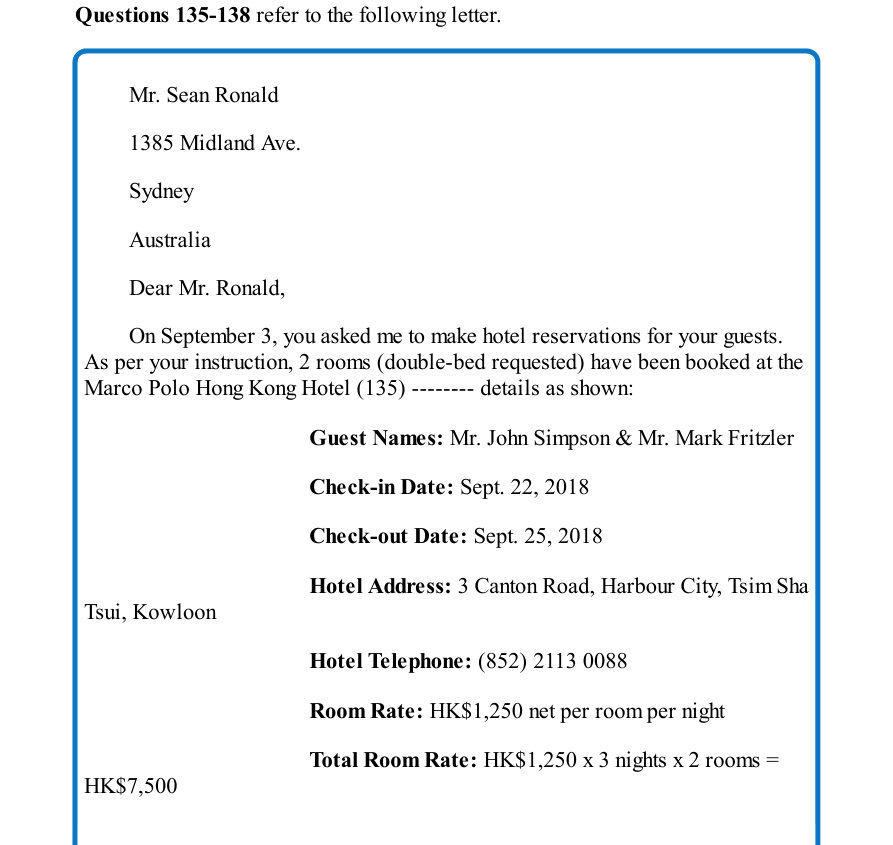 Questions 135-138 refer to the following letter.
Mr. Sean Ronald
1385 Midland Ave.
Sydney
Australia
Dear Mr. Ronald,
On September 3, you asked me to make hotel reservations for your guests.
As per your instruction, 2 rooms (double-bed requested) have been booked at the
Marco Polo Hong Kong Hotel (135) -------- details as shown:
Guest Names: Mr. John Simpson & Mr. Mark Fritzler
Check-in Date: Sept. 22, 2018
Check-out Date: Sept. 25, 2018
Hotel Address: 3 Canton Road, Harbour City, Tsim Sha
Tsui, Kowloon
Hotel Telephone: (852) 2113 0088
Room Rate: HK$1,250 net per room per night
Total Room Rate: HK$1,250 x 3 nights x 2 rooms =
HK$7,500